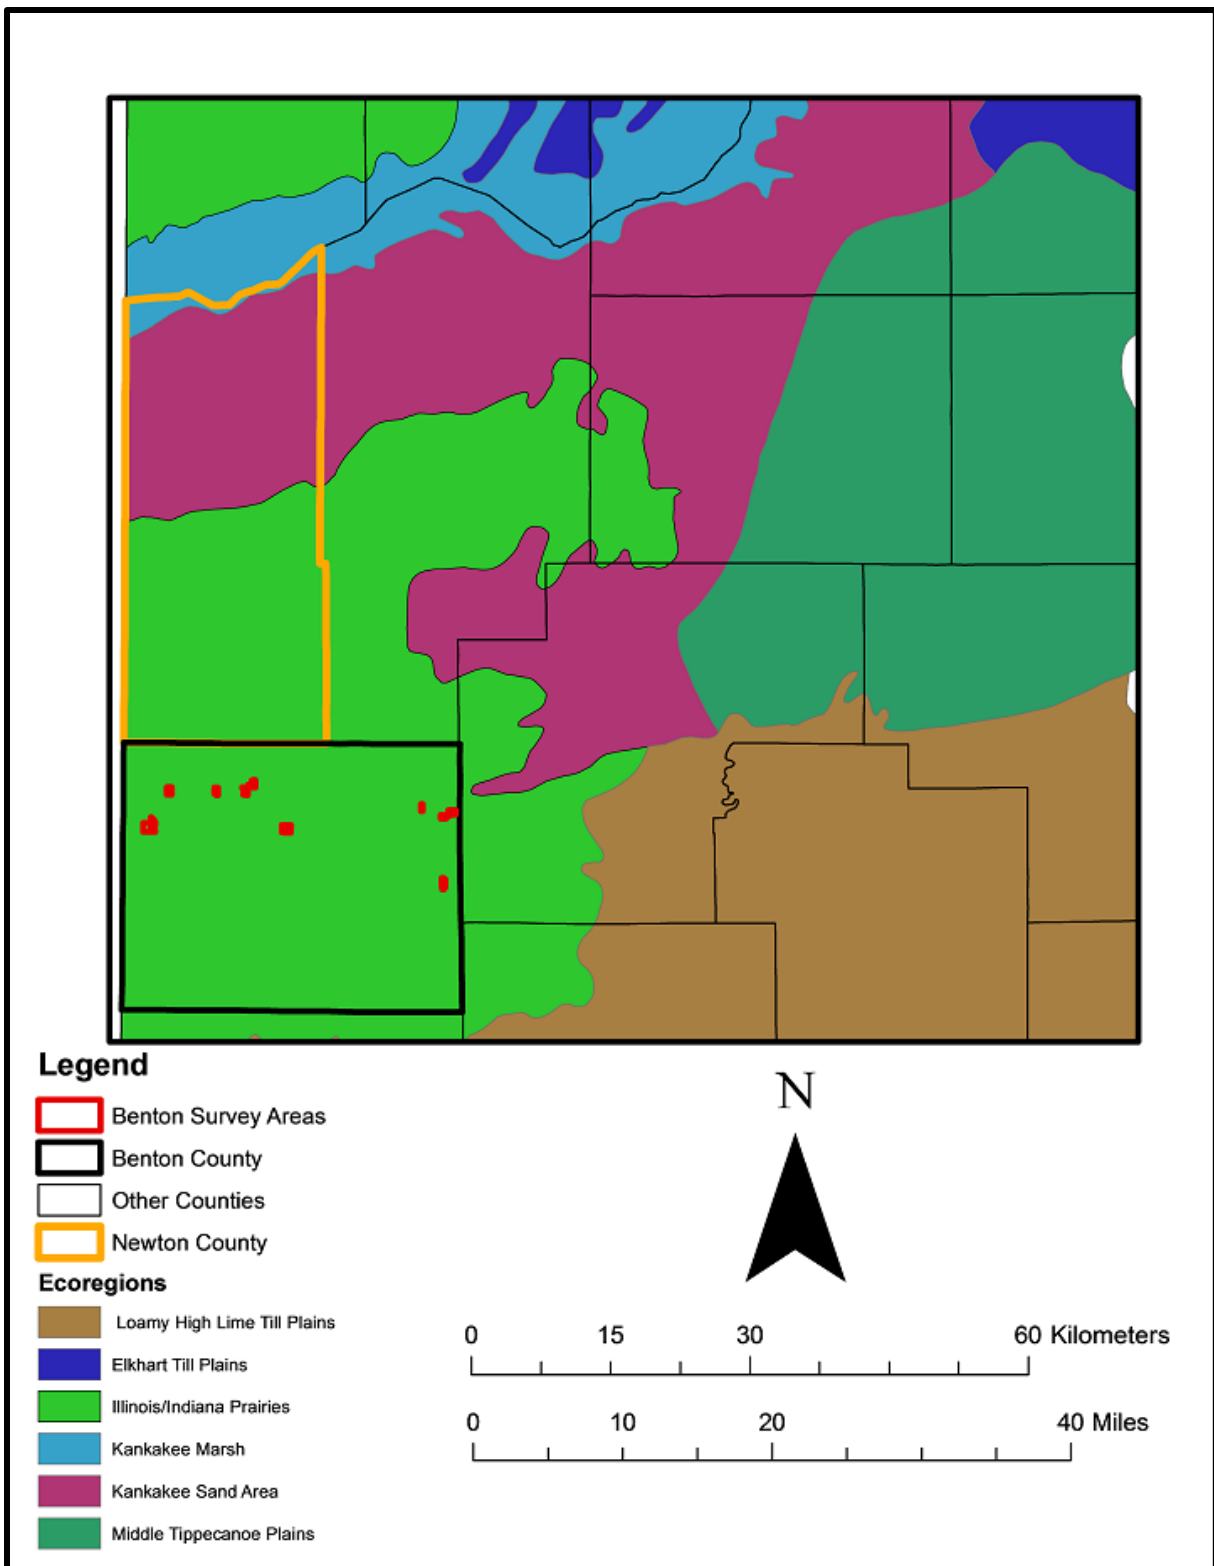 Legend
Benton Survey Areas
Benton County
Other Counties
Newton County
Ecoregions
Loamy High Lime Till Plains
Elkhart Till Plains
Illinois/Indiana Prairies
Kankakee Marsh
Kankakee Sand Area
Middle Tippecanoe Plains
N
0 15 30 60 Kilometers
0 10 20 40 Miles